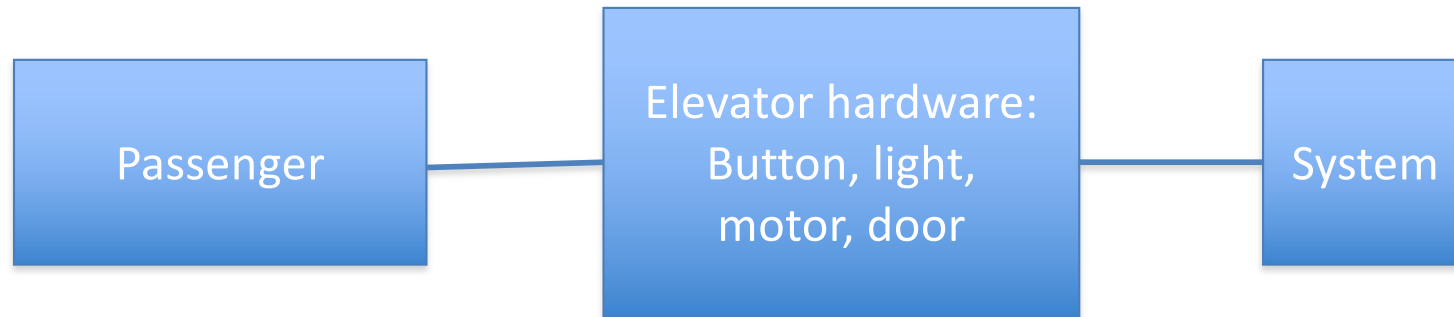 Passenger
Elevator hardware:
Button, light,
motor, door
System